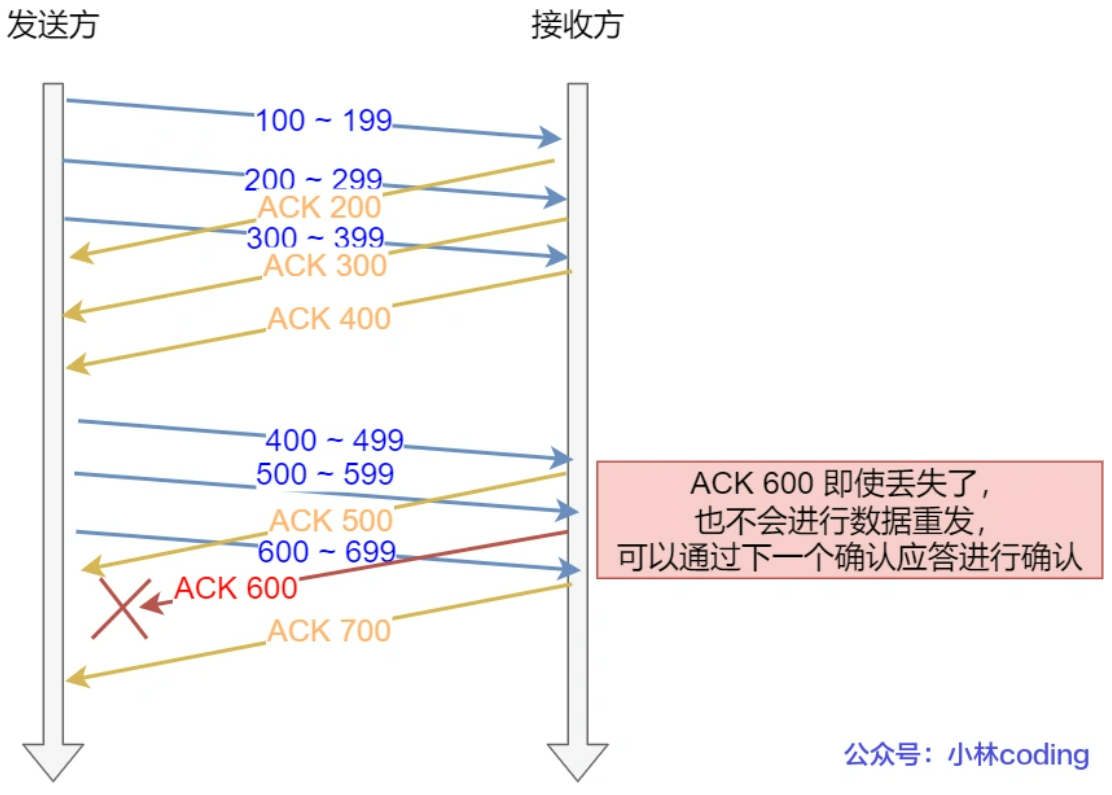 发送方
接收方
100 ~ 199
200 ~ 299
ACK 200
300 ~ 399
ACK 300
ACK 400
400 ~ 499
500 ~ 599
ACK 500
600 ~ 699
ACK 600
ACK 700
ACK 600 即使丢失了，
也不会进行数据重发，
可以通过下一个确认应答进行确认
公众号：小林coding